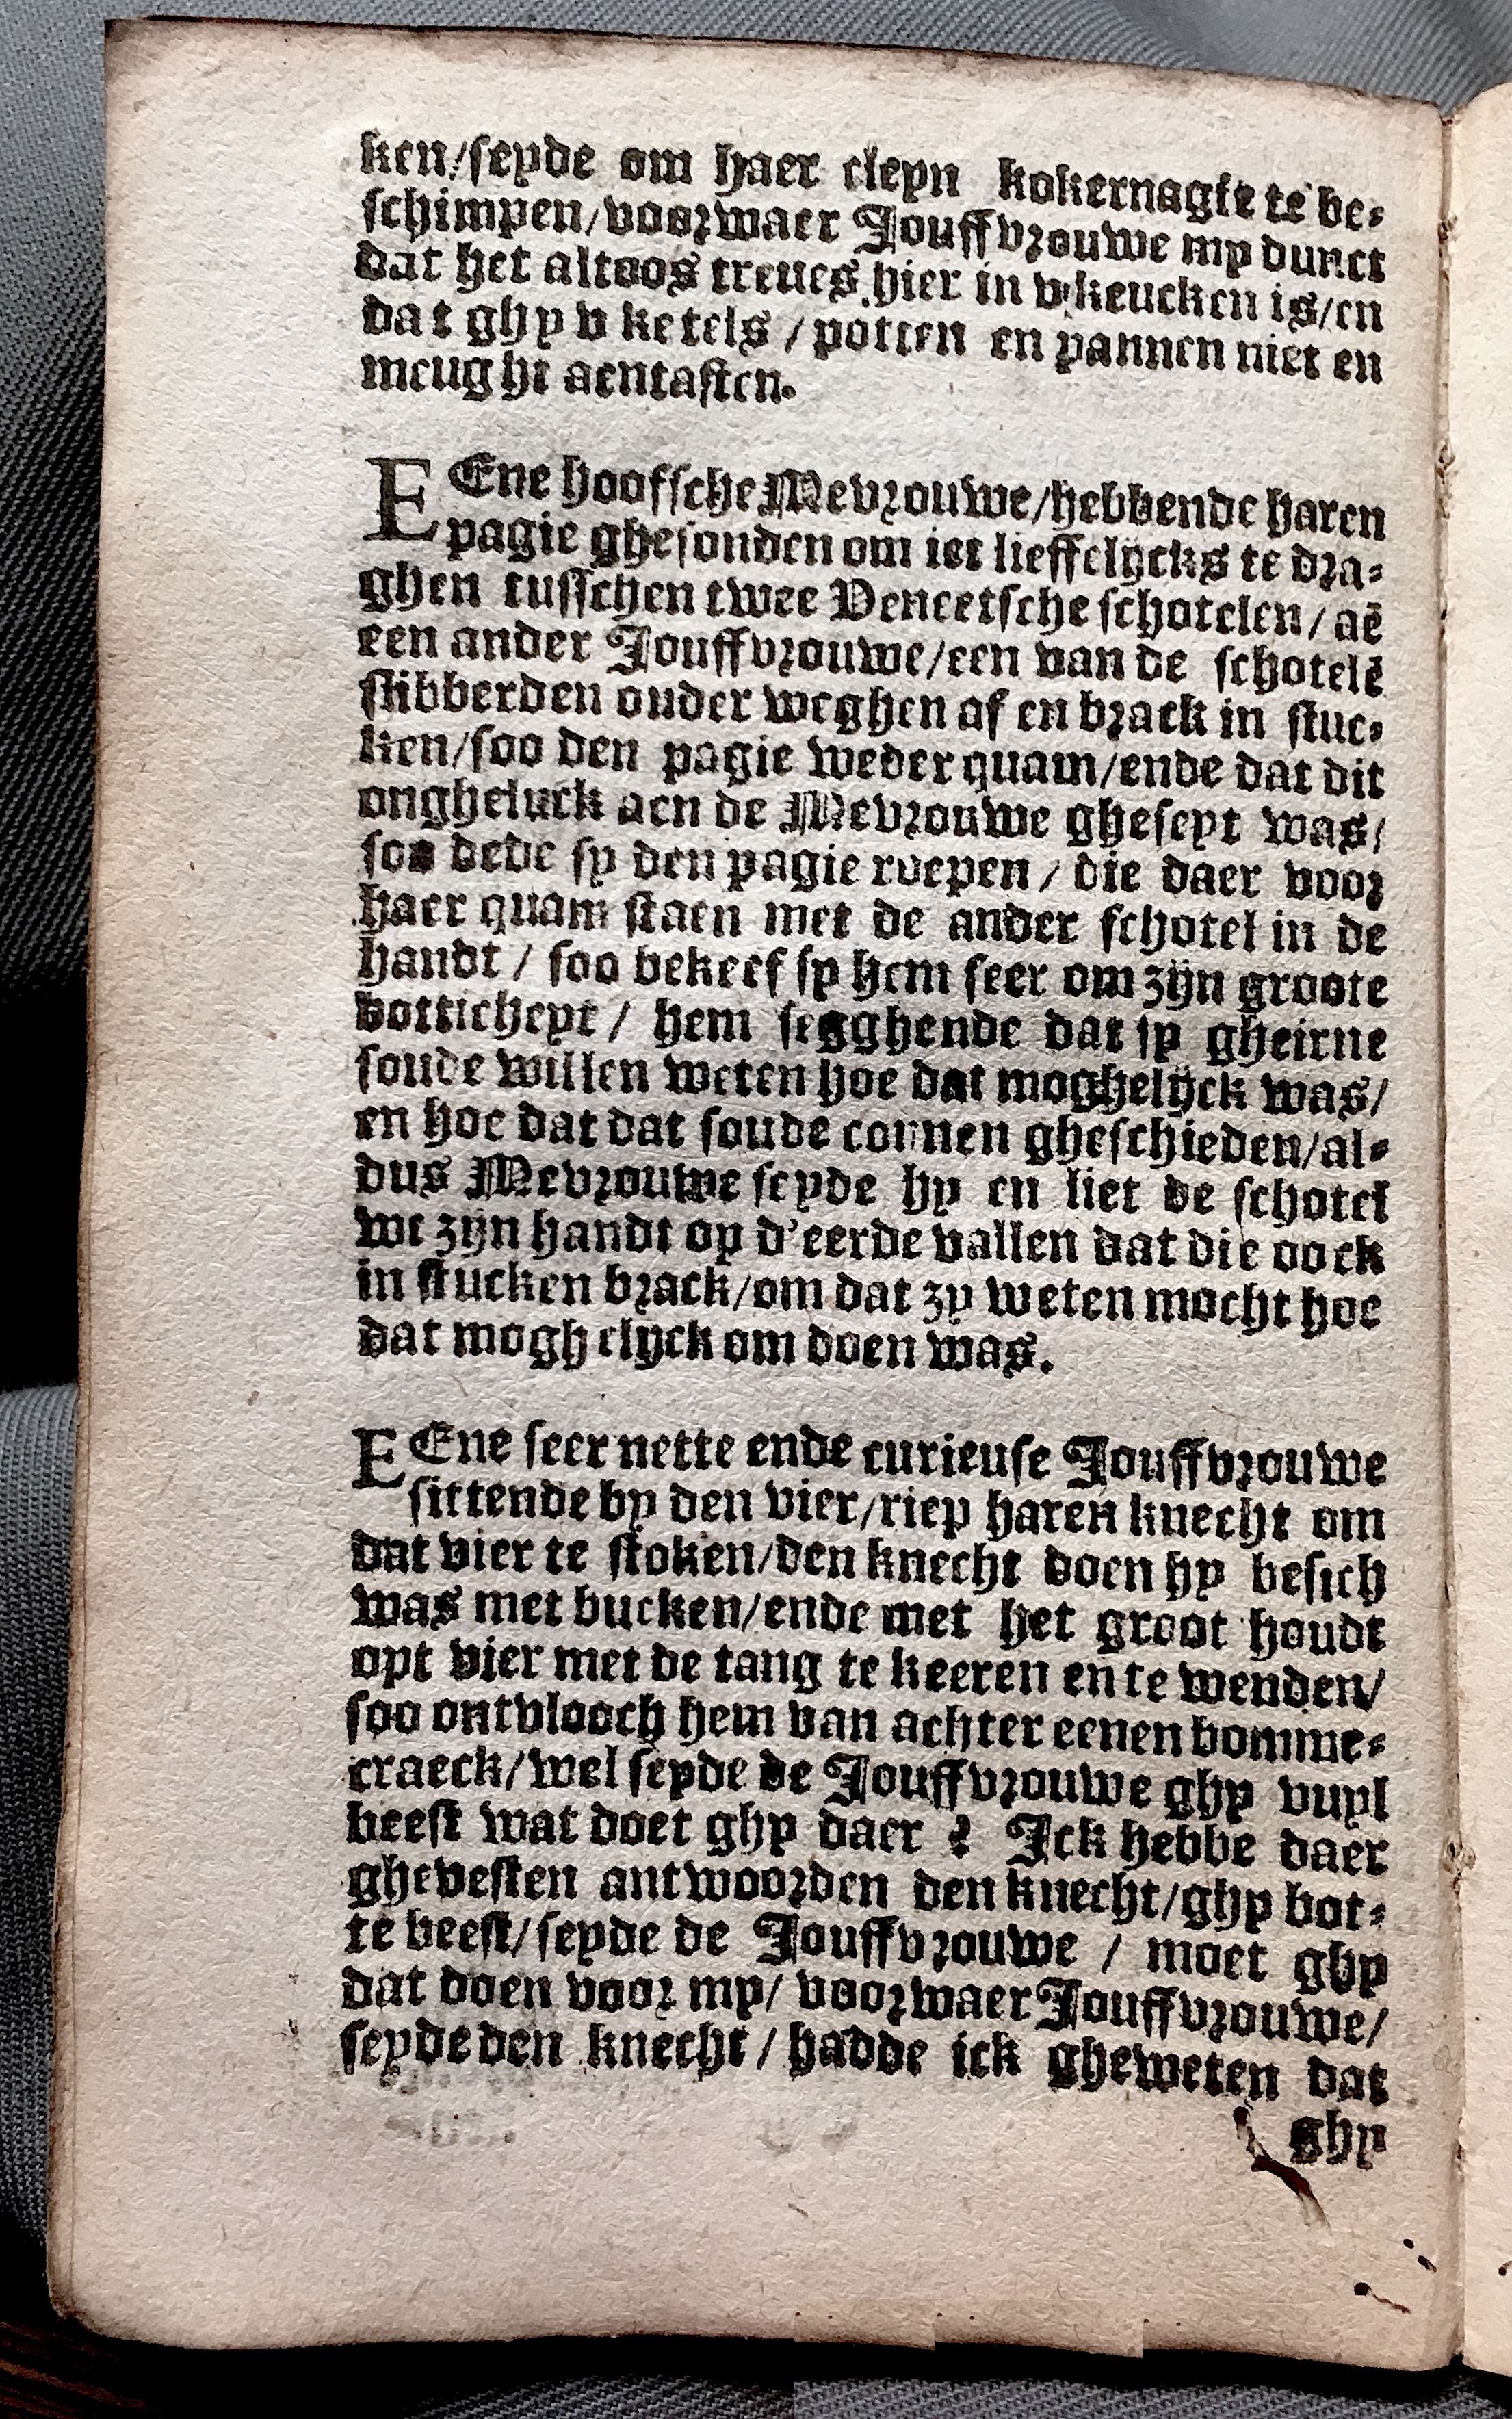 ken/seyde om haer cleyn kokernagie te be-
schimpen/voorwaer Jouffvrouwe my dunct
dat het altoos treues hier in v keucken is/en
dat ghy v ketels / potten en pannen niet en
meught aentasten.
EEne hoofsche Mevrouwe/hebbende haren
pagie ghesonden om iet lieffelijcks te dra-
ghen tusschen twee Veneetsche schotelen/ aē
een ander Jouffvrouwe/een van de schotelē
slibberden onder weghen af en brack in stuc-
ken/soo den pagie weder quam/ende dat dit
ongheluck aen de Mevrouwe gheseyt was/
soo dede sy den pagie roepen / die daer voor
haer quam staen met de ander schotel in de
handt / soo bekeef sy hem seer om zijn groote
botticheyt / hem segghende dat sy gheirne
soude willen weten hoe dat moghelijck was/
en hoe dat dat soude connen gheschieden/al-
dus Mevrouwe seyde hy en liet de schotel
wt zijn handt op d'eerde vallen dat die oock
in stucken brack/om dat zy weten mocht hoe
dat moghelijck om doen was.
EEne seer nette ende curieuse Jouffvrouwe
sittende by den vier/riep haren knecht om
dat vier te stoken/den knecht doen hy besich
was met bucken/ende met het groot houdt
opt vier met de tang te keeren en te wenden/
soo ontvlooch hem van achter eenen bomme-
craeck/wel seyde de Jouffvrouwe ghy vuyl
beest wat doet ghy daer ? Ick hebbe daer
ghevesten antwoorden den knecht/ghy bot-
te beest/seyde de Jouffvrouwe / moet ghy
dat doen voor my/ voorwaer Jouffvrouwe/
seyde den knecht / hadde ick gheweten dat
ghy